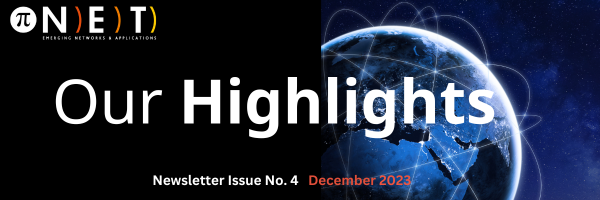 π N)E)T)
EMERGING NETWORKS & APPLICATIONS
Our Highlights
Newsletter Issue No. 4 December 2023